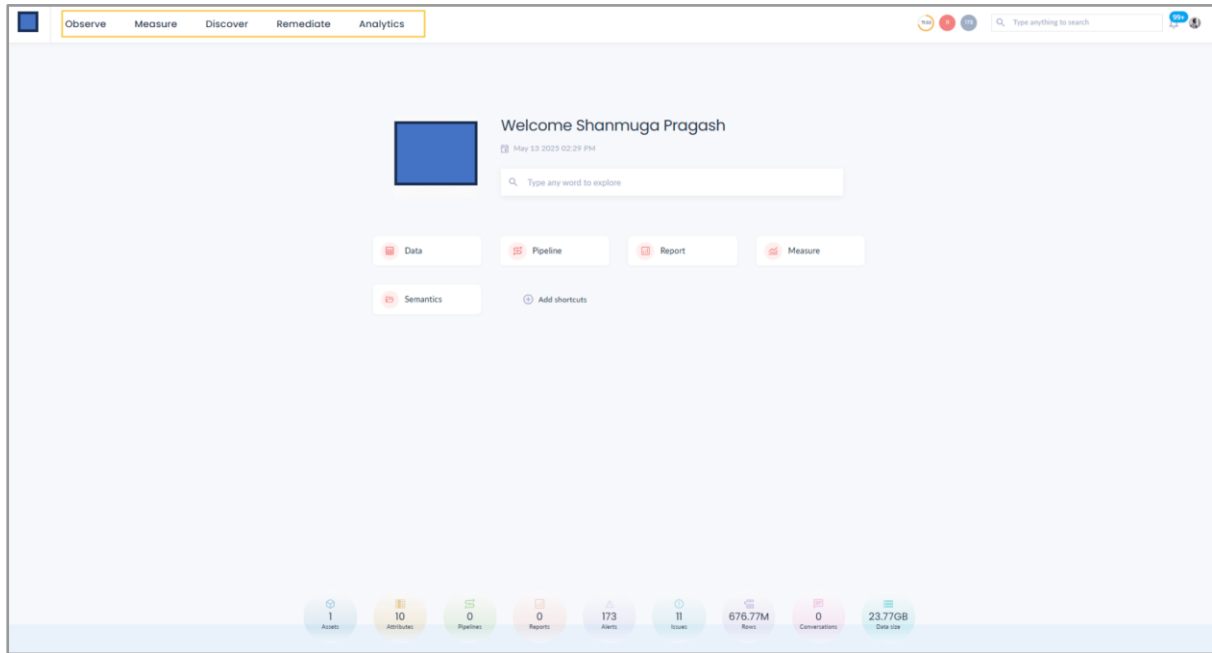 Observe Measure Discover Remediate Analytics
Type anything to search
99+
Welcome Shanmuga Pragash
May 13 2025 02:29 PM
Type any word to explore
Data Pipeline Report Measure
Semantics Add shortcuts
1 10 0 0 173 11 676.77M 0 23.77GB
Assets Attributes Pipelines Reports Alerts Issues Rows Conversations Data size